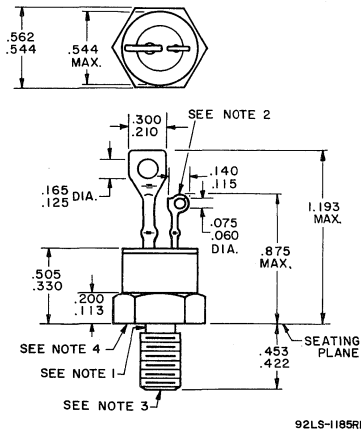 .562
.544
.544
MAX.
.300
.210
SEE NOTE 2
.165
.125 DIA.
.140
.115
.075
.060
DIA.
1.193
MAX.
.875
MAX.
.505
.330
.200
.113
SEE NOTE 4
SEE NOTE 1
SEE NOTE 3
SEATING
PLANE
.453
.422
92LS-1185R1